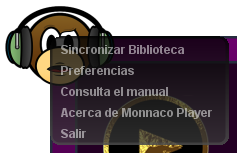 Sincronizar Biblioteca
Preferencias
Consulta el manual
Acerca de Monnaco Player
Salir